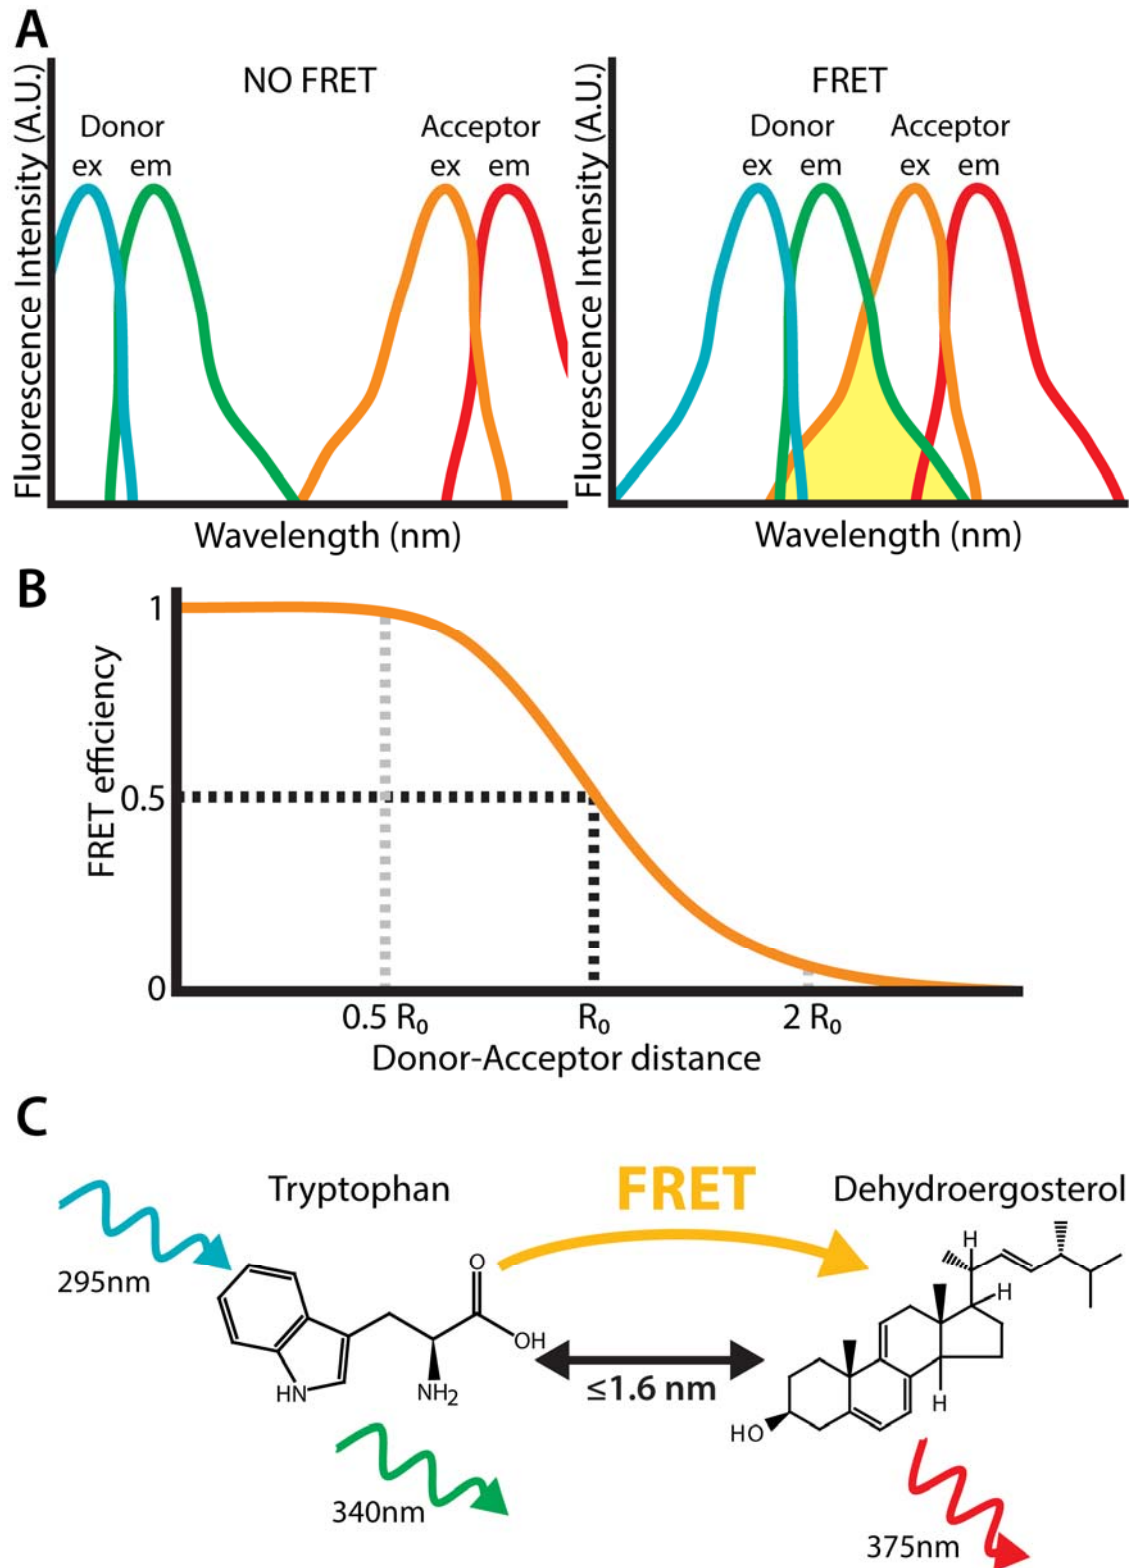 A
NO FRET
FRET
Fluorescence Intensity (A.U.)
Donor
ex em
Acceptor
ex em
Wavelength (nm)
Fluorescence Intensity (A.U.)
Donor
ex em
Acceptor
ex em
Wavelength (nm)
B
FRET efficiency
1
0.5
0
0.5 R₀
R₀
2 R₀
Donor-Acceptor distance
C
Tryptophan
FRET
Dehydroergosterol
295nm
O
OH
HN
NH₂
≤1.6 nm
H
H
H
HO
340nm
375nm